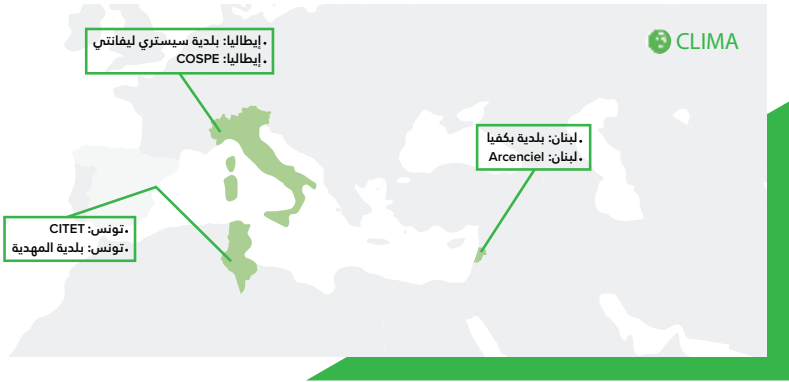 CLIMA
.إيطاليا: بلدية سيستري ليفانتي
.إيطاليا: COSPE
.لبنان: بلدية بكفيا
.لبنان: Arcenciel
.تونس: CITET
.تونس: بلدية المهدية